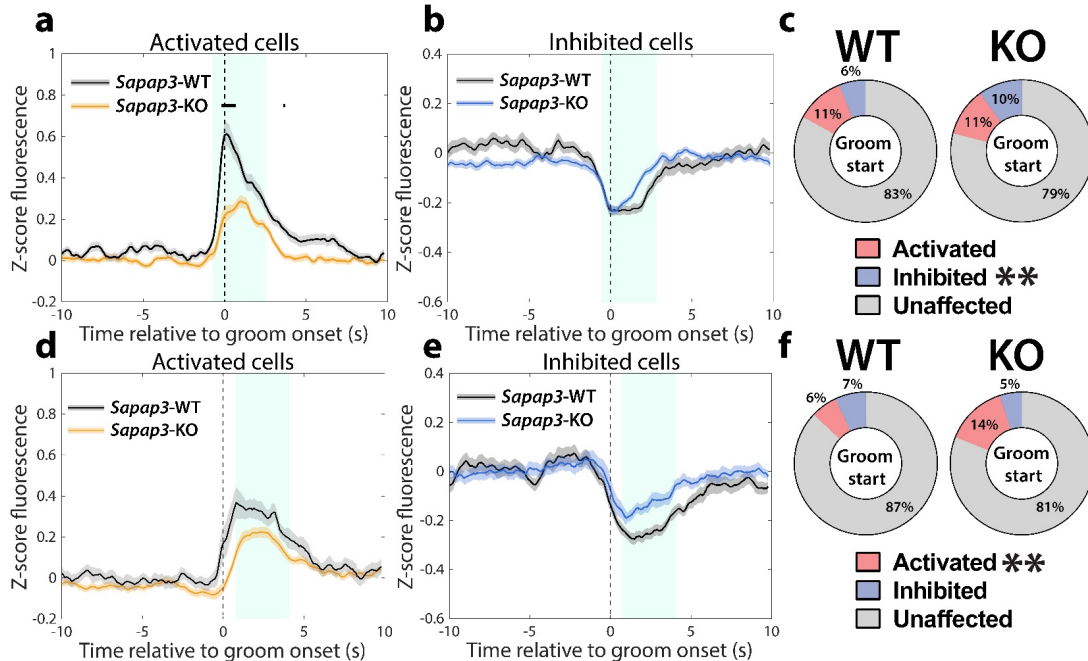 a
Activated cells
Sapap3-WT
Sapap3-KO
Z-score fluorescence
1
0.8
0.6
0.4
0.2
0
-0.2
-10 -5 0 5 10
Time relative to groom onset (s)
b
Inhibited cells
Sapap3-WT
Sapap3-KO
Z-score fluorescence
0.4
0.2
0
-0.2
-0.4
-0.6
-10 -5 0 5 10
Time relative to groom onset (s)
c
WT
6%
11%
Groom
start
83%
KO
10%
11%
Groom
start
79%
Activated
Inhibited **
Unaffected
d
Activated cells
Sapap3-WT
Sapap3-KO
Z-score fluorescence
1
0.8
0.6
0.4
0.2
0
-0.2
-10 -5 0 5 10
Time relative to groom onset (s)
e
Inhibited cells
Sapap3-WT
Sapap3-KO
Z-score fluorescence
0.4
0.2
0
-0.2
-0.4
-0.6
-10 -5 0 5 10
Time relative to groom onset (s)
f
WT
6%
7%
Groom
start
87%
KO
5%
14%
Groom
start
81%
Activated **
Inhibited
Unaffected